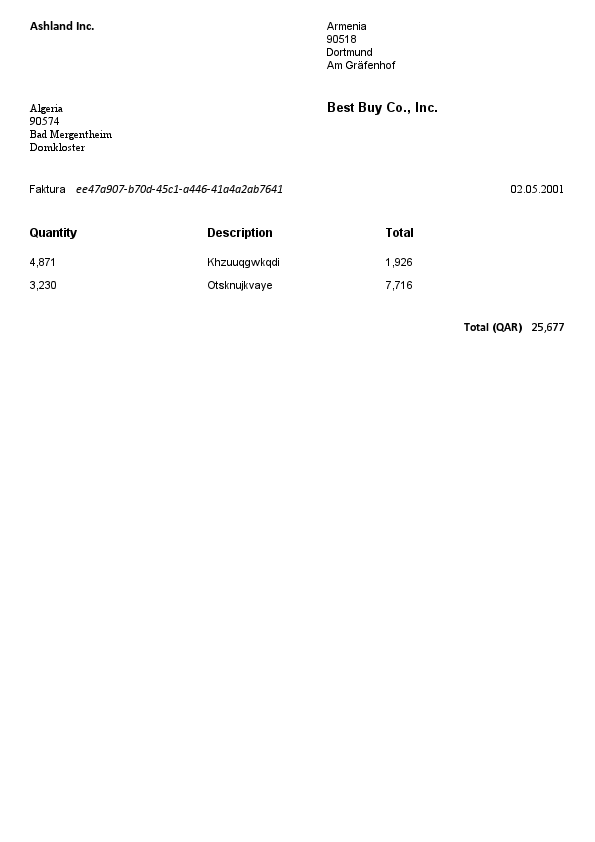 Ashland Inc.
Armenia
90518
Dortmund
Am Gräfenhof
Best Buy Co., Inc.
Algeria
90574
Bad Mergentheim
Domkloster
Faktura ee47a907-b70d-45c1-a446-41a4a2ab7641 02.05.2001
Quantity Description Total
4,871 Khzuuqgwkqdi 1,926
3,230 Otsknujkvaye 7,716
Total (QAR) 25,677